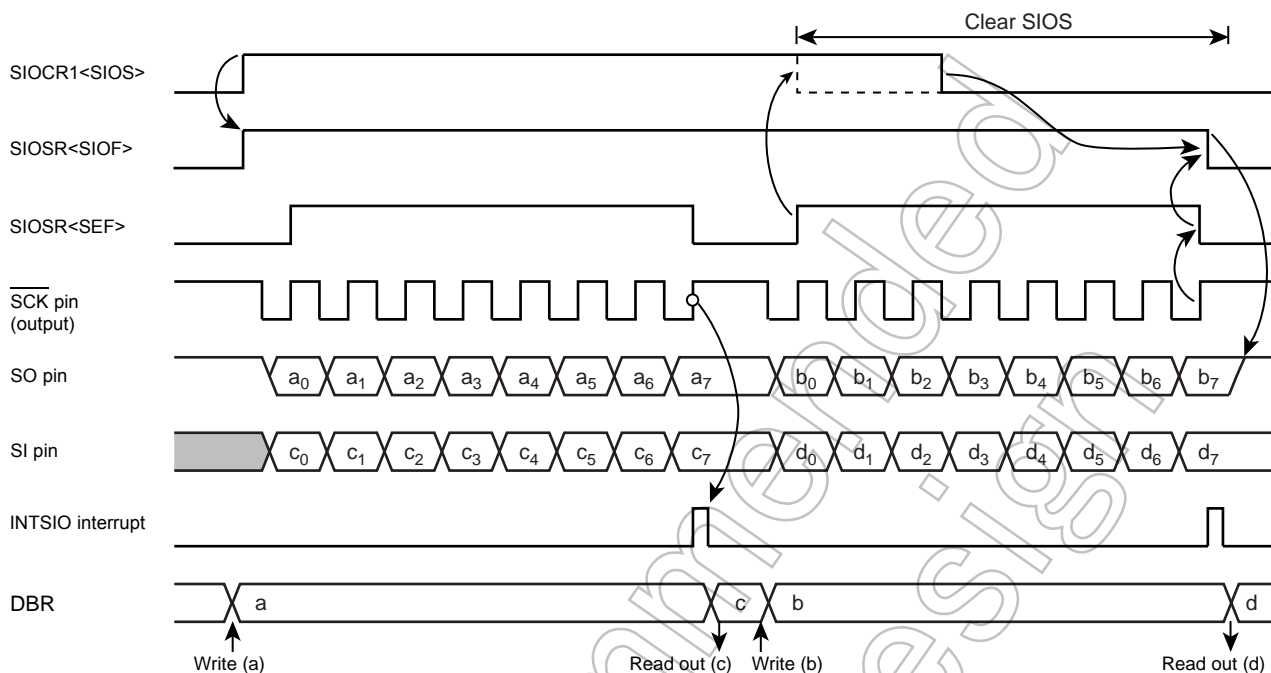 Clear SIOS
SIOCR1<SIOS>
SIOSR<SIOF>
SIOSR<SEF>
SCK pin
(output)
SO pin a0 a1 a2 a3 a4 a5 a6 a7 b0 b1 b2 b3 b4 b5 b6 b7
SI pin c0 c1 c2 c3 c4 c5 c6 c7 d0 d1 d2 d3 d4 d5 d6 d7
INTSIO interrupt
DBR a c b d
Write (a) Read out (c) Write (b) Read out (d)
mmended
esign